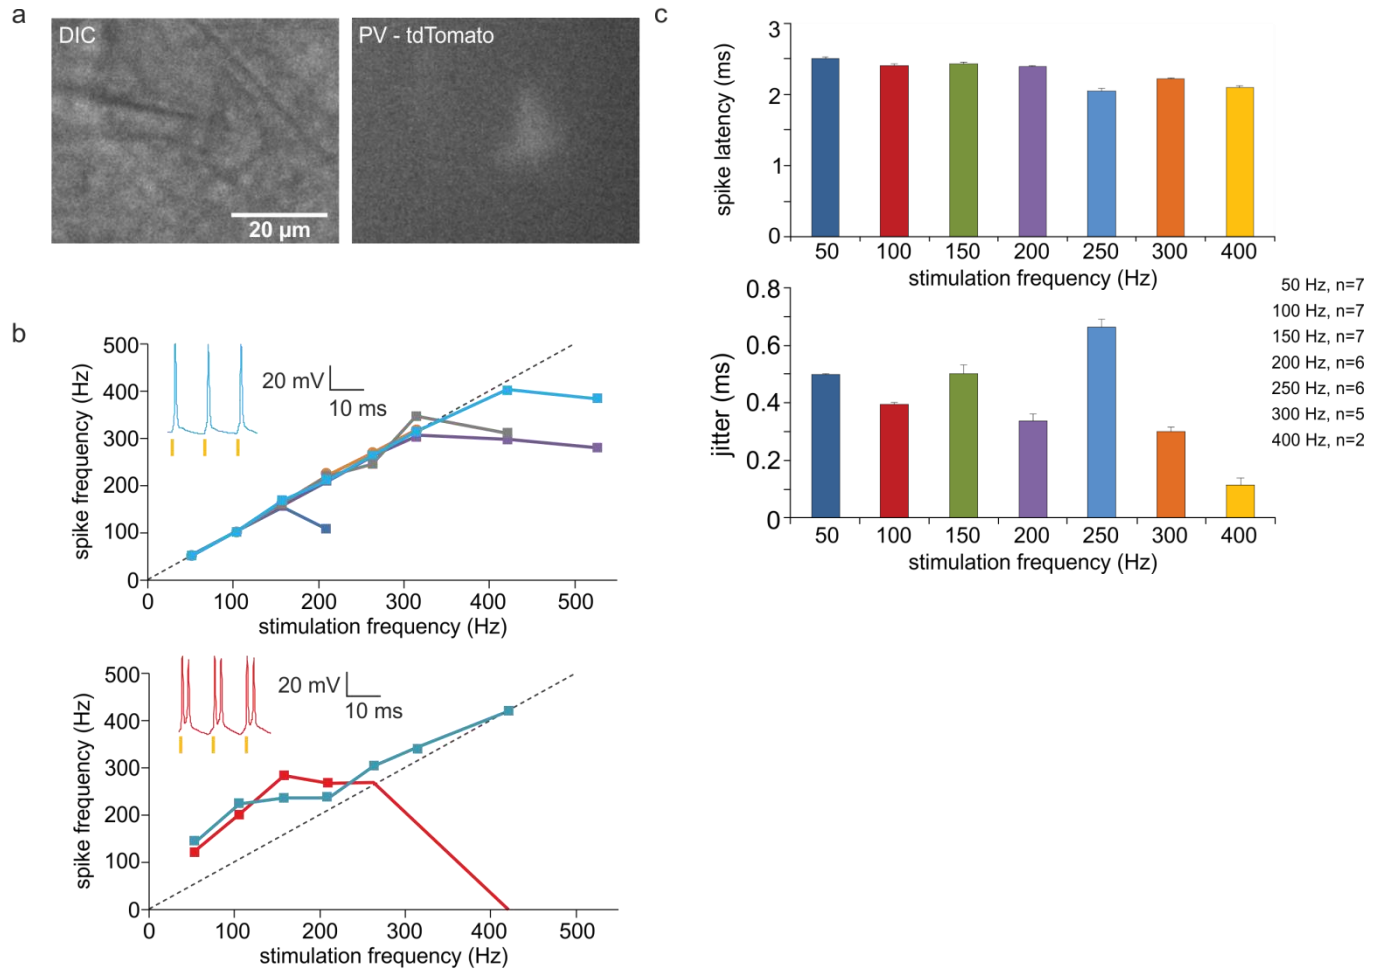 a
DIC
20 µm
PV - tdTomato
b
500
400
300
200
100
0
spike frequency (Hz)
20 mV
10 ms
0 100 200 300 400 500
stimulation frequency (Hz)
500
400
300
200
100
0
spike frequency (Hz)
20 mV
10 ms
0 100 200 300 400 500
stimulation frequency (Hz)
c
3
2
1
0
spike latency (ms)
50 100 150 200 250 300 400
stimulation frequency (Hz)
0.8
0.6
0.4
0.2
0
jitter (ms)
50 100 150 200 250 300 400
stimulation frequency (Hz)
50 Hz, n=7
100 Hz, n=7
150 Hz, n=7
200 Hz, n=6
250 Hz, n=6
300 Hz, n=5
400 Hz, n=2